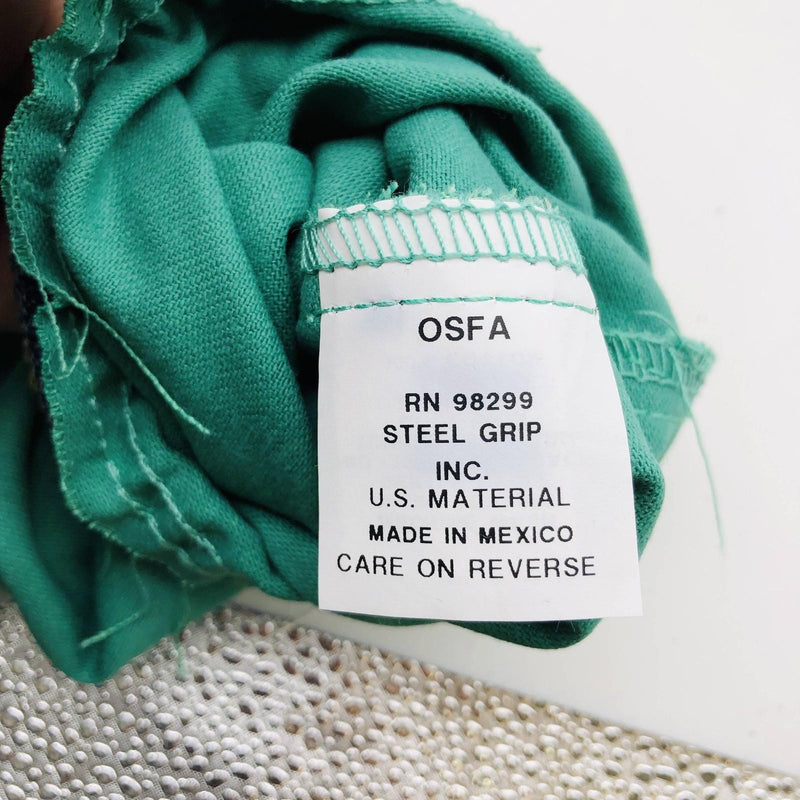 OSFA
RN 98299
STEEL GRIP
INC.
U.S. MATERIAL
MADE IN MEXICO
CARE ON REVERSE